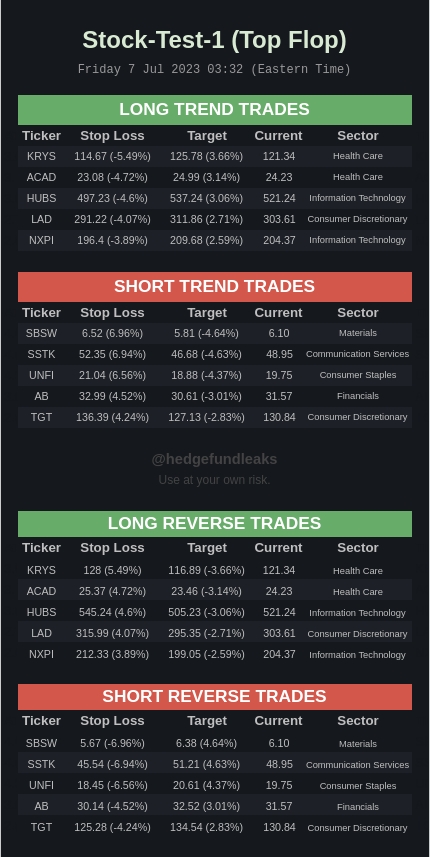 Stock-Test-1 (Top Flop)
Friday 7 Jul 2023 03:32 (Eastern Time)
LONG TREND TRADES
Ticker Stop Loss Target Current Sector
KRYS 114.67 (-5.49%) 125.78 (3.66%) 121.34 Health Care
ACAD 23.08 (-4.72%) 24.99 (3.14%) 24.23 Health Care
HUBS 497.23 (-4.6%) 537.24 (3.06%) 521.24 Information Technology
LAD 291.22 (-4.07%) 311.86 (2.71%) 303.61 Consumer Discretionary
NXPI 196.4 (-3.89%) 209.68 (2.59%) 204.37 Information Technology
SHORT TREND TRADES
Ticker Stop Loss Target Current Sector
SBSW 6.52 (6.96%) 5.81 (-4.64%) 6.10 Materials
SSTK 52.35 (6.94%) 46.68 (-4.63%) 48.95 Communication Services
UNFI 21.04 (6.56%) 18.88 (-4.37%) 19.75 Consumer Staples
AB 32.99 (4.52%) 30.61 (-3.01%) 31.57 Financials
TGT 136.39 (4.24%) 127.13 (-2.83%) 130.84 Consumer Discretionary
@hedgefundleaks
Use at your own risk.
LONG REVERSE TRADES
Ticker Stop Loss Target Current Sector
KRYS 128 (5.49%) 116.89 (-3.66%) 121.34 Health Care
ACAD 25.37 (4.72%) 23.46 (-3.14%) 24.23 Health Care
HUBS 545.24 (4.6%) 505.23 (-3.06%) 521.24 Information Technology
LAD 315.99 (4.07%) 295.35 (-2.71%) 303.61 Consumer Discretionary
NXPI 212.33 (3.89%) 199.05 (-2.59%) 204.37 Information Technology
SHORT REVERSE TRADES
Ticker Stop Loss Target Current Sector
SBSW 5.67 (-6.96%) 6.38 (4.64%) 6.10 Materials
SSTK 45.54 (-6.94%) 51.21 (4.63%) 48.95 Communication Services
UNFI 18.45 (-6.56%) 20.61 (4.37%) 19.75 Consumer Staples
AB 30.14 (-4.52%) 32.52 (3.01%) 31.57 Financials
TGT 125.28 (-4.24%) 134.54 (2.83%) 130.84 Consumer Discretionary